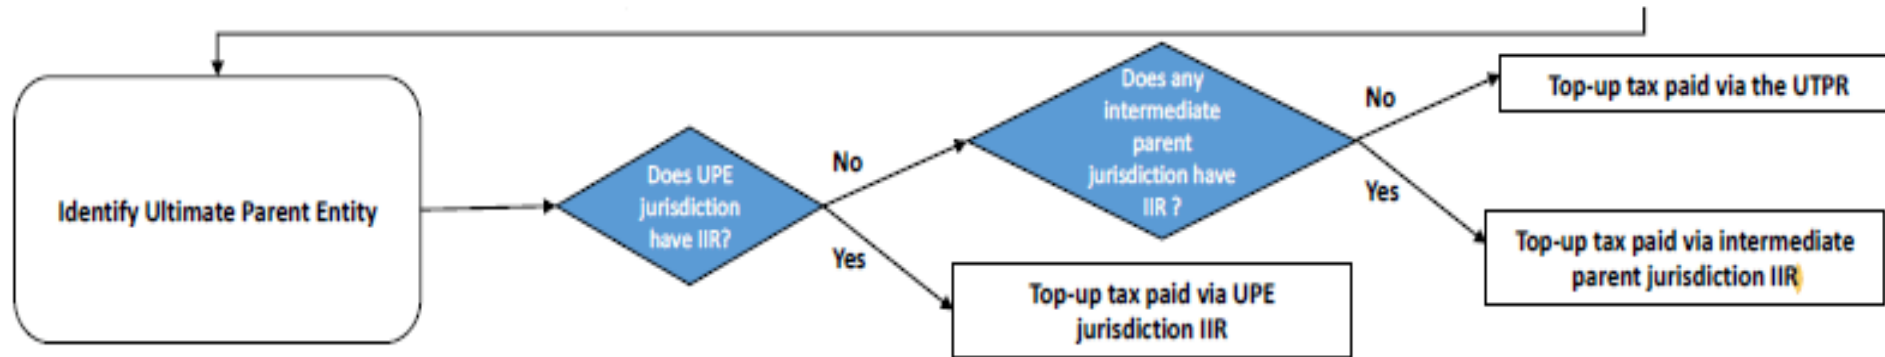 Identify Ultimate Parent Entity
Does UPE
jurisdiction
have IIR?
No
Yes
Top-up tax paid via UPE
jurisdiction IIR
Does any
intermediate
parent
jurisdiction have
IIR ?
No
Yes
Top-up tax paid via the UTPR
Top-up tax paid via intermediate
parent jurisdiction IIR)